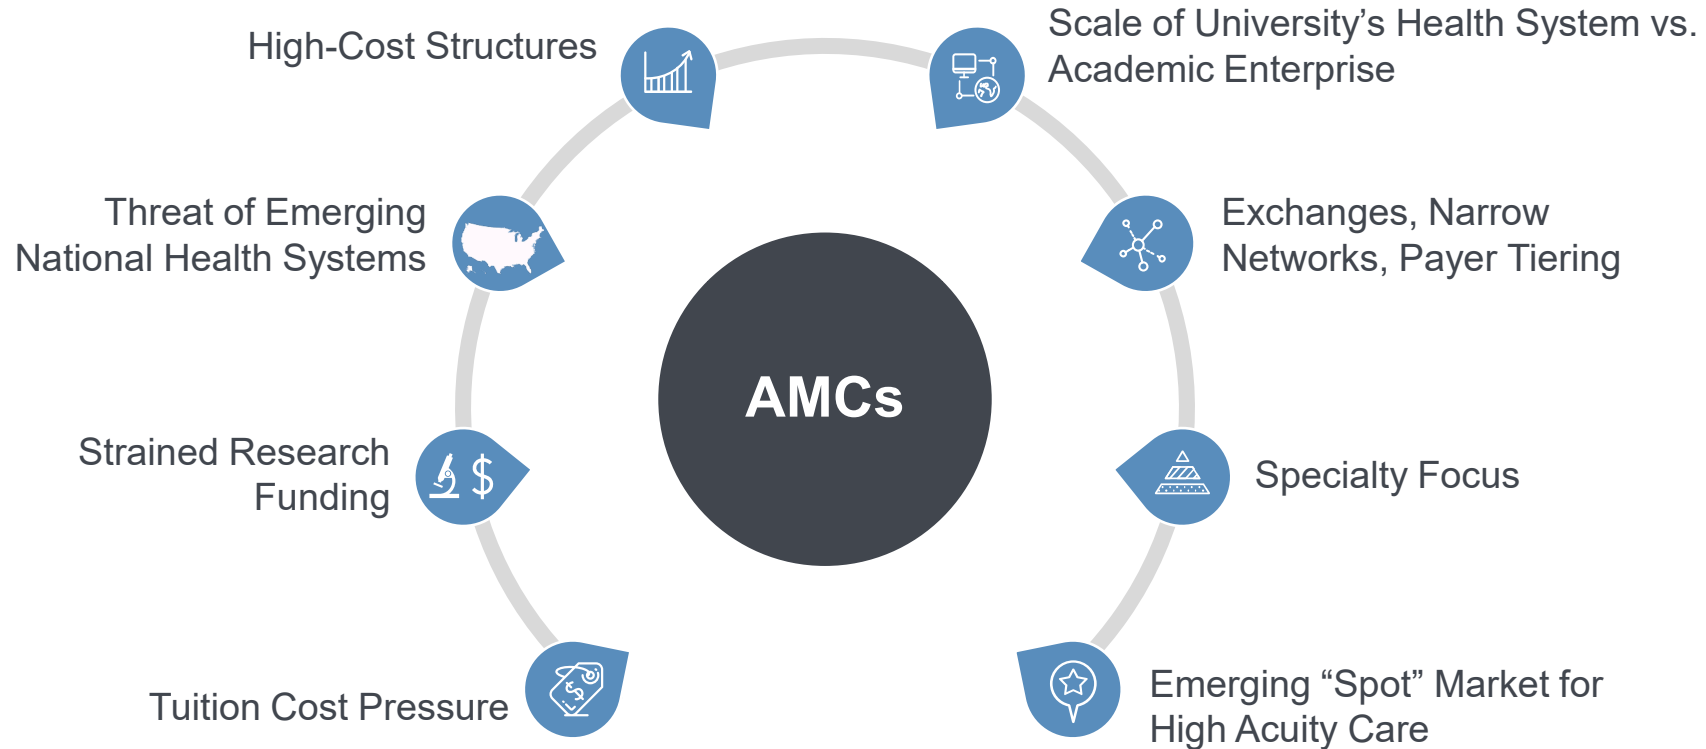 High-Cost Structures
Scale of University’s Health System vs.
Academic Enterprise
Threat of Emerging
National Health Systems
Exchanges, Narrow
Networks, Payer Tiering
AMCs
Strained Research
Funding
$
Specialty Focus
Tuition Cost Pressure
$
Emerging “Spot” Market for
High Acuity Care